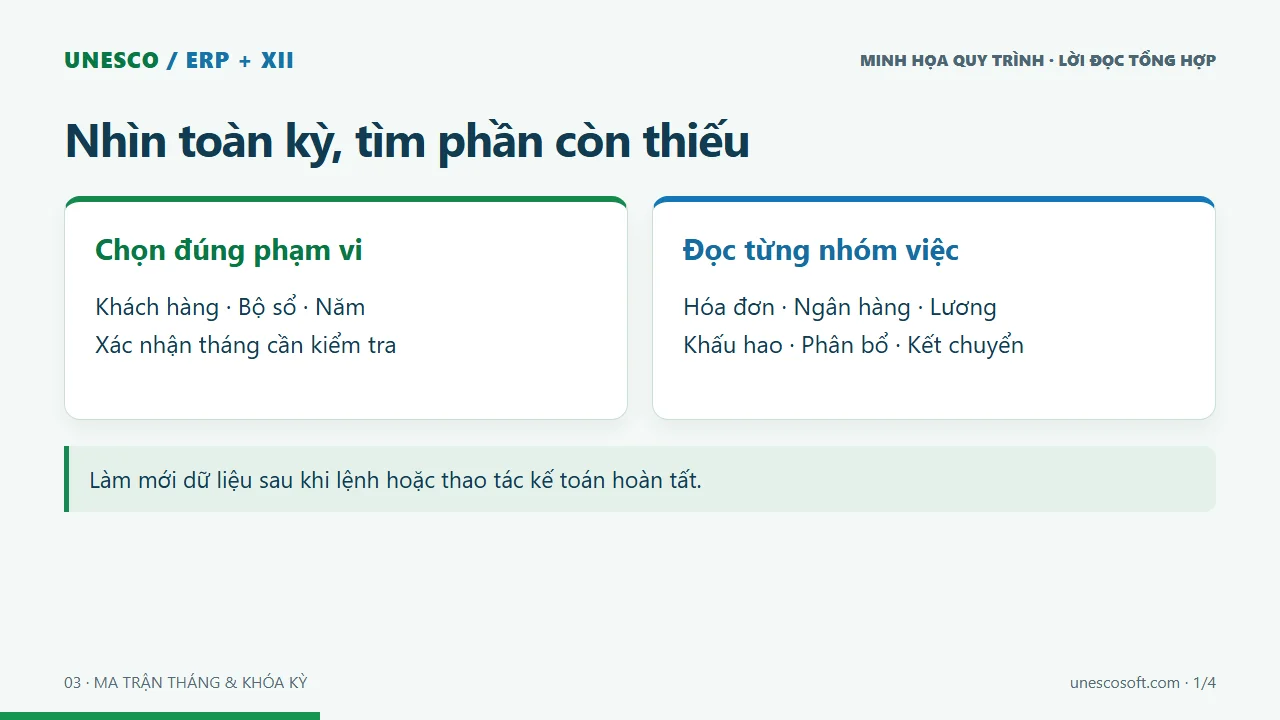 UNESCO / ERP + XII
MINH HỌA QUY TRÌNH · LỜI ĐỌC TỔNG HỢP
Nhìn toàn kỳ, tìm phần còn thiếu
Chọn đúng phạm vi
Khách hàng · Bộ sổ · Năm
Xác nhận tháng cần kiểm tra
Đọc từng nhóm việc
Hóa đơn · Ngân hàng · Lương
Khấu hao · Phân bổ · Kết chuyển
Làm mới dữ liệu sau khi lệnh hoặc thao tác kế toán hoàn tất.
03 · MA TRẬN THÁNG & KHÓA KỲ
unescosoft.com · 1/4